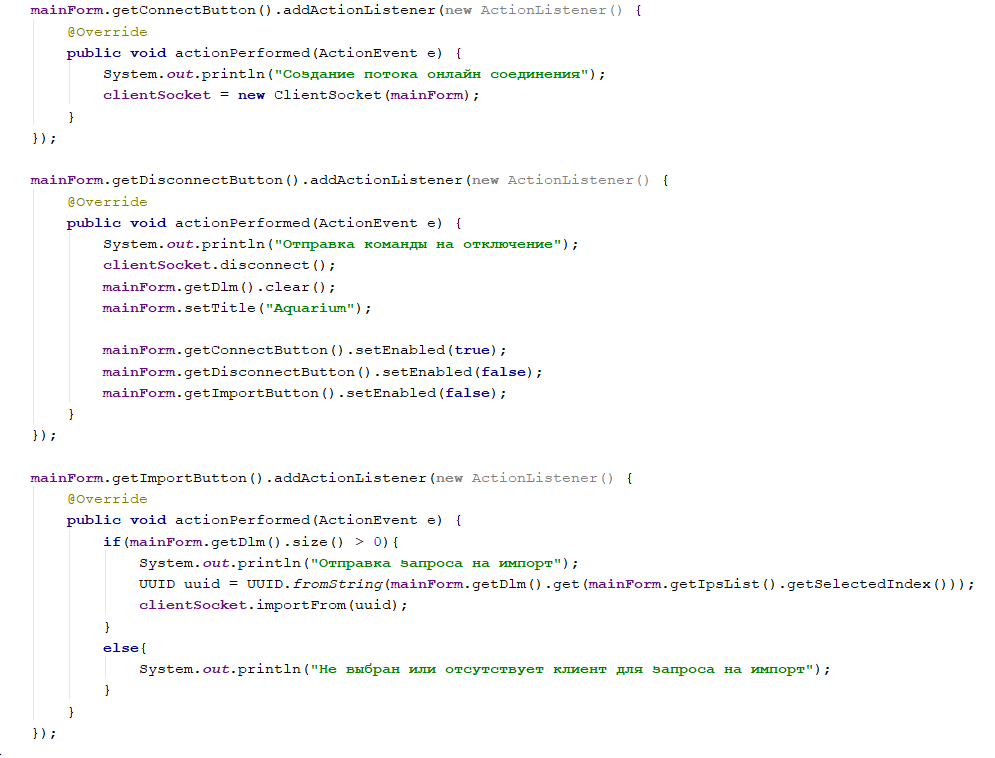 mainForm.getConnectButton().addActionListener(new ActionListener() {
@Override
public void actionPerformed(ActionEvent e) {
System.out.println("Создание потока онлайн соединения");
clientSocket = new ClientSocket(mainForm);
}
});
mainForm.getDisconnectButton().addActionListener(new ActionListener() {
@Override
public void actionPerformed(ActionEvent e) {
System.out.println("Отправка команды на отключение");
clientSocket.disconnect();
mainForm.getDlm().clear();
mainForm.setTitle("Aquarium");
mainForm.getConnectButton().setEnabled(true);
mainForm.getDisconnectButton().setEnabled(false);
mainForm.getImportButton().setEnabled(false);
}
});
mainForm.getImportButton().addActionListener(new ActionListener() {
@Override
public void actionPerformed(ActionEvent e) {
if(mainForm.getDlm().size() > 0){
System.out.println("Отправка запроса на импорт");
UUID uuid = UUID.fromString(mainForm.getDlm().get(mainForm.getIpsList().getSelectedIndex()));
clientSocket.importFrom(uuid);
}
else{
System.out.println("Не выбран или отсутствует клиент для запроса на импорт");
}
}
});